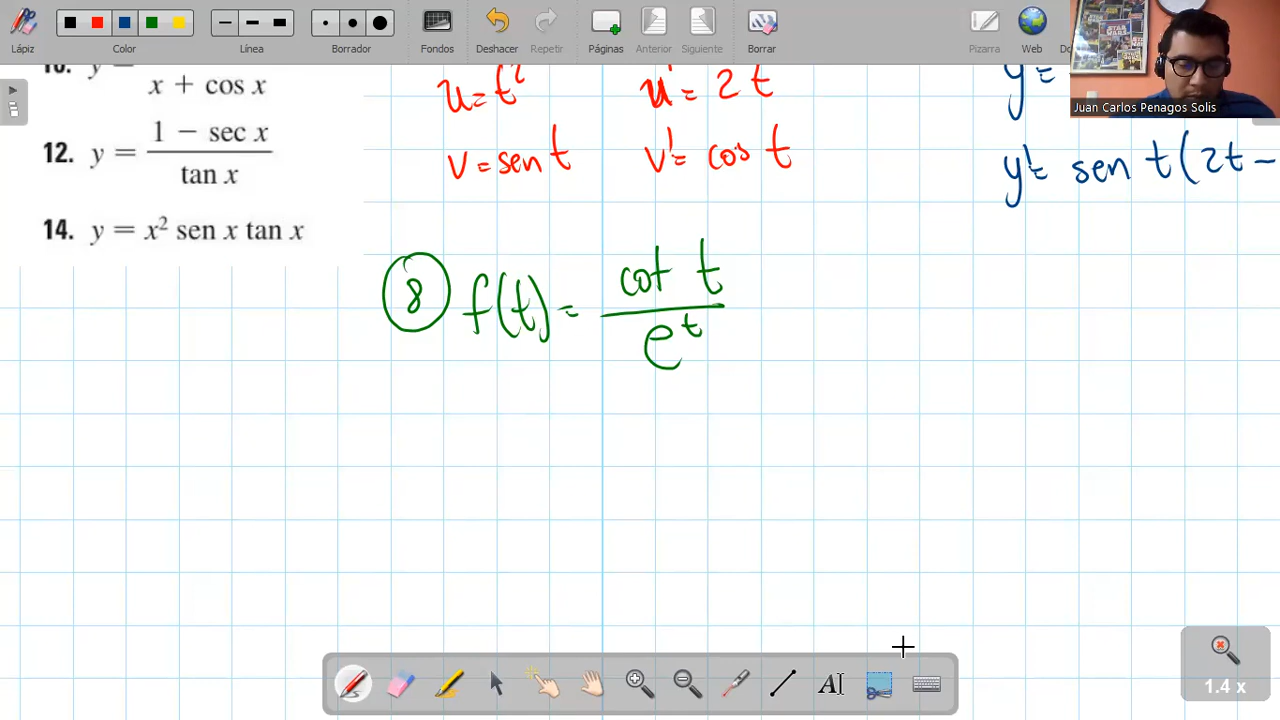 Lápiz Color Línea Borrador Fondos Deshacer Repetir Páginas Anterior Siguiente Borrar Pizarra Web
Juan Carlos Penagos Solís
x + cos x
12. y = 1 − sec x / tan x
14. y = x² sen x tan x
u = t² u' = 2t
v = sen t v' = cos t
y' = sen t (2t −
8 f(t) = cot t / e^t
1.4 x